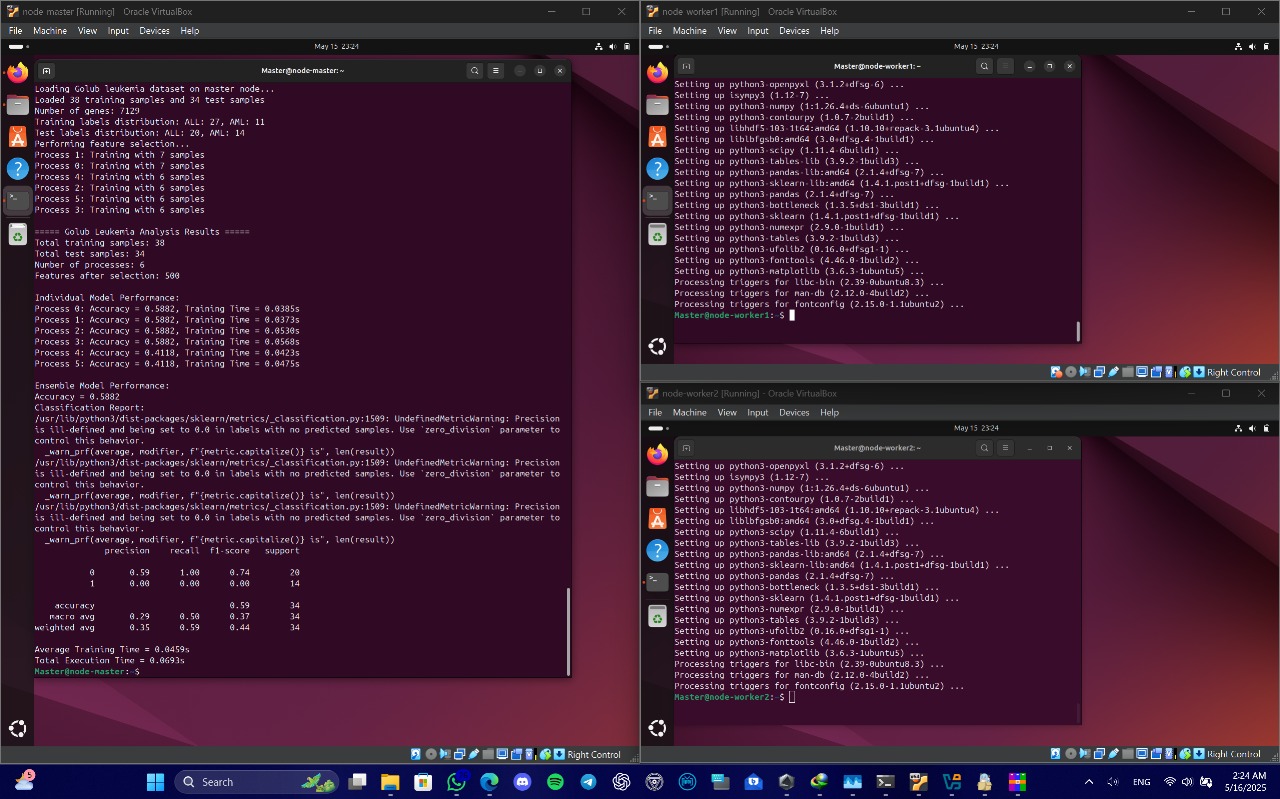 node-master [Running] - Oracle VirtualBox
File Machine View Input Devices Help
May 15 23:24
Master@node-master: ~
Loading Golub leukemia dataset on master node...
Loaded 38 training samples and 34 test samples
Number of genes: 7129
Training labels distribution: ALL: 27, AML: 11
Test labels distribution: ALL: 20, AML: 14
Performing feature selection...
Process 1: Training with 7 samples
Process 0: Training with 7 samples
Process 4: Training with 6 samples
Process 2: Training with 6 samples
Process 5: Training with 6 samples
Process 3: Training with 6 samples
===== Golub Leukemia Analysis Results =====
Total training samples: 38
Total test samples: 34
Number of processes: 6
Features after selection: 500
Individual Model Performance:
Process 0: Accuracy = 0.5882, Training Time = 0.0385s
Process 1: Accuracy = 0.5882, Training Time = 0.0373s
Process 2: Accuracy = 0.5882, Training Time = 0.0530s
Process 3: Accuracy = 0.5882, Training Time = 0.0568s
Process 4: Accuracy = 0.4118, Training Time = 0.0423s
Process 5: Accuracy = 0.4118, Training Time = 0.0475s
Ensemble Model Performance:
Accuracy = 0.5882
Classification Report:
/usr/lib/python3/dist-packages/sklearn/metrics/_classification.py:1509: UndefinedMetricWarning: Precision
is ill-defined and being set to 0.0 in labels with no predicted samples. Use `zero_division` parameter to
control this behavior.
_warn_prf(average, modifier, f"{metric.capitalize()} is", len(result))
/usr/lib/python3/dist-packages/sklearn/metrics/_classification.py:1509: UndefinedMetricWarning: Precision
is ill-defined and being set to 0.0 in labels with no predicted samples. Use `zero_division` parameter to
control this behavior.
_warn_prf(average, modifier, f"{metric.capitalize()} is", len(result))
/usr/lib/python3/dist-packages/sklearn/metrics/_classification.py:1509: UndefinedMetricWarning: Precision
is ill-defined and being set to 0.0 in labels with no predicted samples. Use `zero_division` parameter to
control this behavior.
_warn_prf(average, modifier, f"{metric.capitalize()} is", len(result))
precision recall f1-score support
0 0.59 1.00 0.74 20
1 0.00 0.00 0.00 14
accuracy 0.59 34
macro avg 0.29 0.50 0.37 34
weighted avg 0.35 0.59 0.44 34
Average Training Time = 0.0459s
Total Execution Time = 0.0693s
Master@node-master:~$
Right Control
node-worker1 [Running] - Oracle VirtualBox
File Machine View Input Devices Help
May 15 23:24
Master@node-worker1: ~
Setting up python3-openpyxl (3.1.2+dfsg-6) ...
Setting up isympy3 (1.12-7) ...
Setting up python3-numpy (1:1.26.4+ds-6ubuntu1) ...
Setting up python3-contourpy (1.0.7-2build1) ...
Setting up libhdf5-103-1t64:amd64 (1.10.10+repack-3.1ubuntu4) ...
Setting up liblbfgsb0:amd64 (3.0+dfsg.4-1build1) ...
Setting up python3-scipy (1.11.4-6build1) ...
Setting up python3-tables-lib (3.9.2-1build3) ...
Setting up python3-pandas-lib:amd64 (2.1.4+dfsg-7) ...
Setting up python3-sklearn-lib:amd64 (1.4.1.post1+dfsg-1build1) ...
Setting up python3-pandas (2.1.4+dfsg-7) ...
Setting up python3-bottleneck (1.3.5+ds1-3build1) ...
Setting up python3-sklearn (1.4.1.post1+dfsg-1build1) ...
Setting up python3-numexpr (2.9.0-1build1) ...
Setting up python3-tables (3.9.2-1build3) ...
Setting up python3-ufolib2 (0.16.0+dfsg1-1) ...
Setting up python3-fonttools (4.46.0-1build2) ...
Setting up python3-matplotlib (3.6.3-1ubuntu5) ...
Processing triggers for libc-bin (2.39-0ubuntu8.3) ...
Processing triggers for man-db (2.12.0-4build2) ...
Processing triggers for fontconfig (2.15.0-1.1ubuntu2) ...
Master@node-worker1:~$
Right Control
node-worker2 [Running] - Oracle VirtualBox
File Machine View Input Devices Help
May 15 23:24
Master@node-worker2: ~
Setting up python3-openpyxl (3.1.2+dfsg-6) ...
Setting up isympy3 (1.12-7) ...
Setting up python3-numpy (1:1.26.4+ds-6ubuntu1) ...
Setting up python3-contourpy (1.0.7-2build1) ...
Setting up libhdf5-103-1t64:amd64 (1.10.10+repack-3.1ubuntu4) ...
Setting up liblbfgsb0:amd64 (3.0+dfsg.4-1build1) ...
Setting up python3-scipy (1.11.4-6build1) ...
Setting up python3-tables-lib (3.9.2-1build3) ...
Setting up python3-pandas-lib:amd64 (2.1.4+dfsg-7) ...
Setting up python3-sklearn-lib:amd64 (1.4.1.post1+dfsg-1build1) ...
Setting up python3-pandas (2.1.4+dfsg-7) ...
Setting up python3-bottleneck (1.3.5+ds1-3build1) ...
Setting up python3-sklearn (1.4.1.post1+dfsg-1build1) ...
Setting up python3-numexpr (2.9.0-1build1) ...
Setting up python3-tables (3.9.2-1build3) ...
Setting up python3-ufolib2 (0.16.0+dfsg1-1) ...
Setting up python3-fonttools (4.46.0-1build2) ...
Setting up python3-matplotlib (3.6.3-1ubuntu5) ...
Processing triggers for libc-bin (2.39-0ubuntu8.3) ...
Processing triggers for man-db (2.12.0-4build2) ...
Processing triggers for fontconfig (2.15.0-1.1ubuntu2) ...
Master@node-worker2:~$
Right Control
5
Search
ENG
2:24 AM
5/16/2025